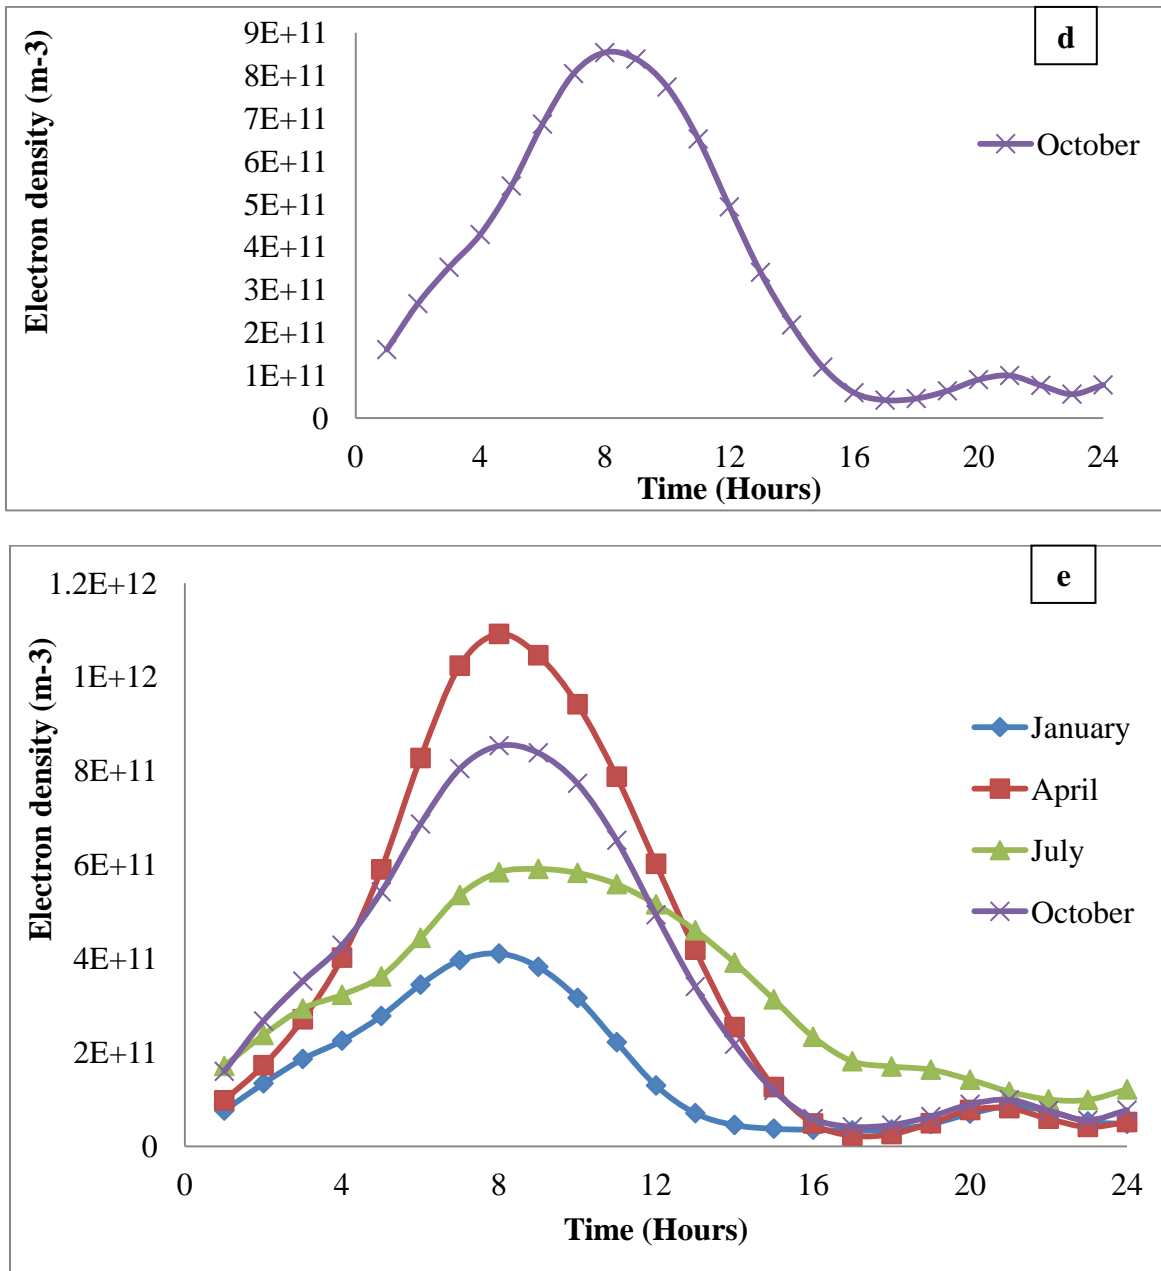 d
Electron density (m-3)
9E+11
8E+11
7E+11
6E+11
5E+11
4E+11
3E+11
2E+11
1E+11
0
October
0 4 8 12 16 20 24
Time (Hours)
e
Electron density (m-3)
1.2E+12
1E+12
8E+11
6E+11
4E+11
2E+11
0
January
April
July
October
0 4 8 12 16 20 24
Time (Hours)